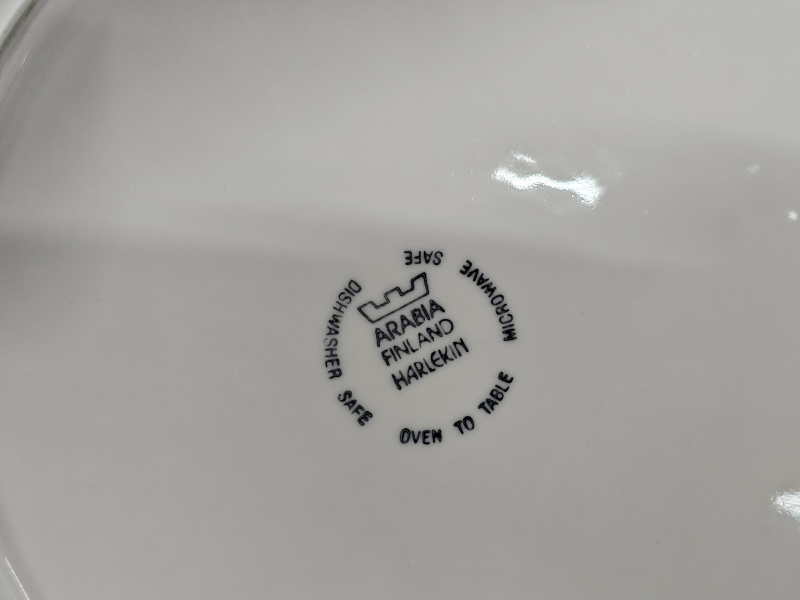 ARABIA
FINLAND
HARLEKIN
DISHWASHER SAFE
OVEN TO TABLE
MICROWAVE SAFE